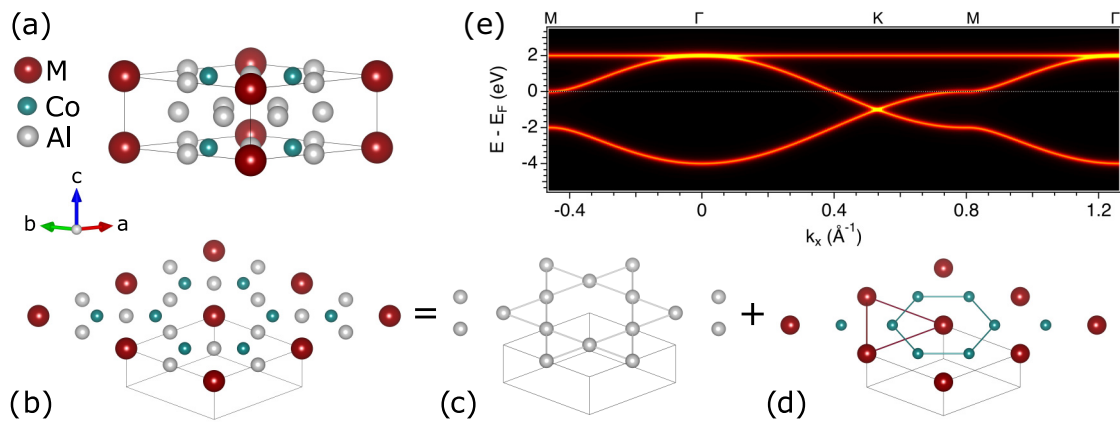 (a)
M
Co
Al
c
b
a
(e)
M Γ K M Γ
E - E_F (eV)
2
0
-2
-4
-0.4 0 0.4 0.8 1.2
k_x (Å⁻¹)
= +
(b) (c) (d)